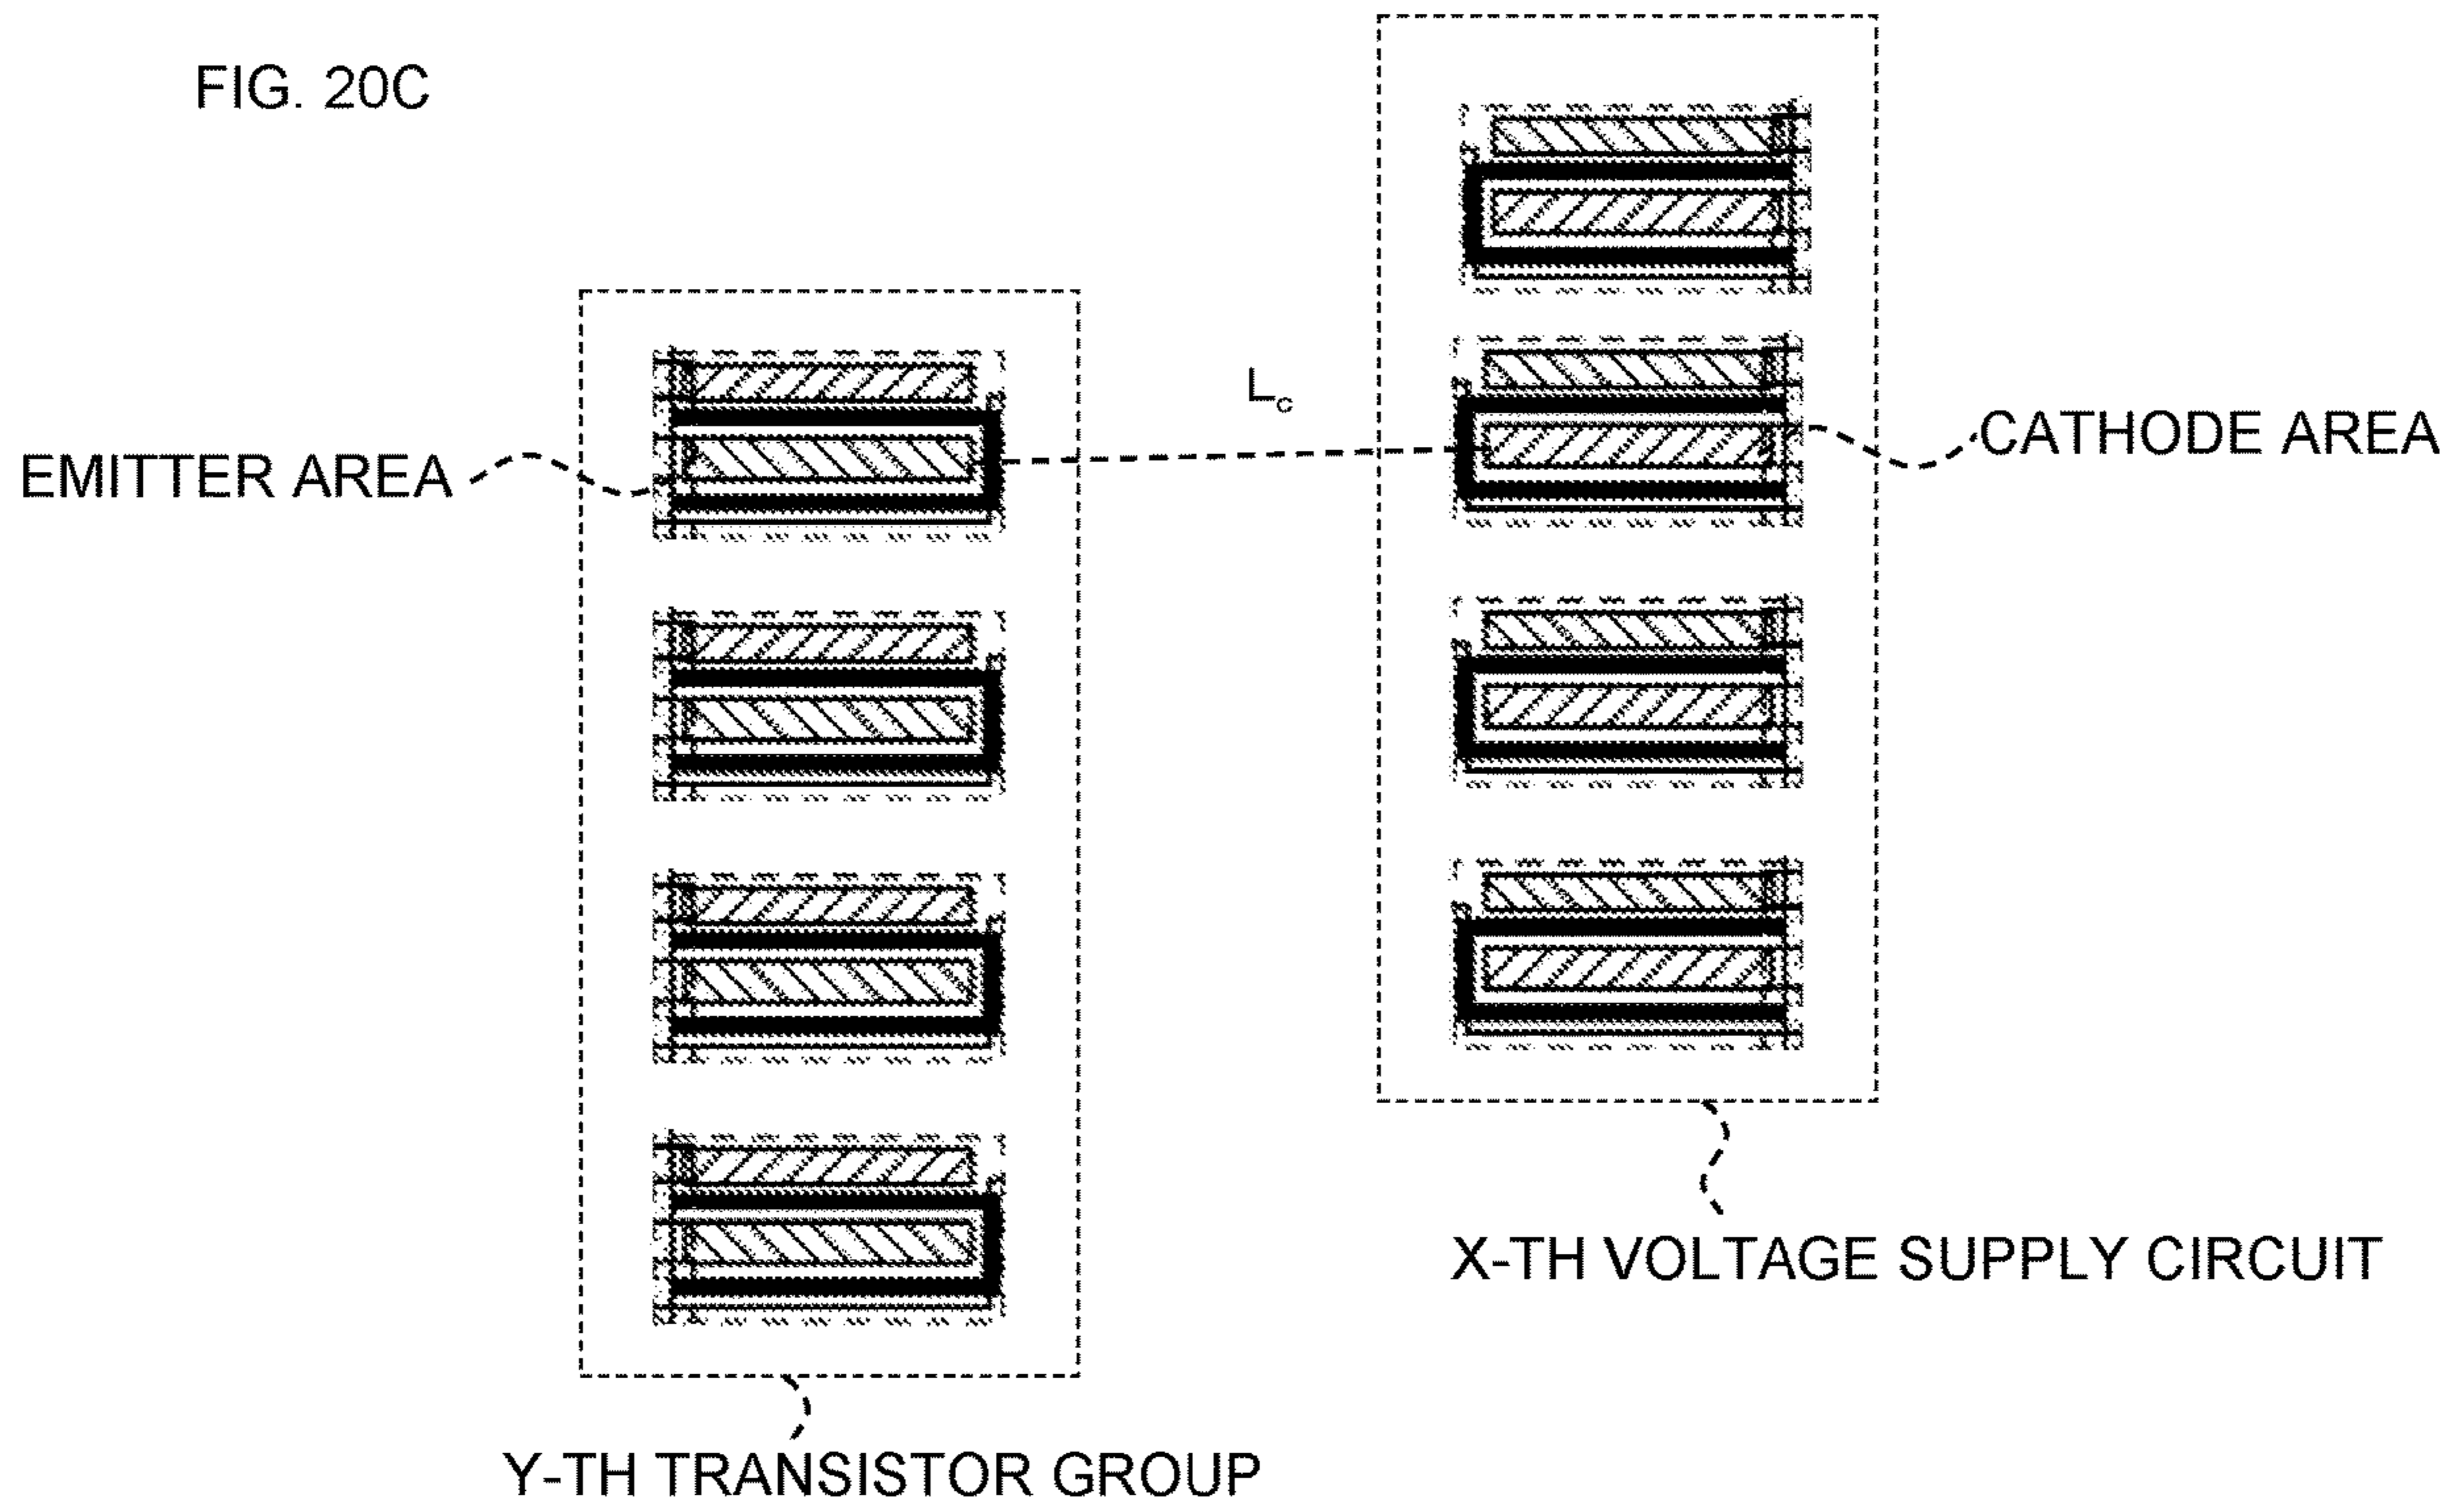 FIG. 20C
Lc
EMITTER AREA
CATHODE AREA
X-TH VOLTAGE SUPPLY CIRCUIT
Y-TH TRANSISTOR GROUP